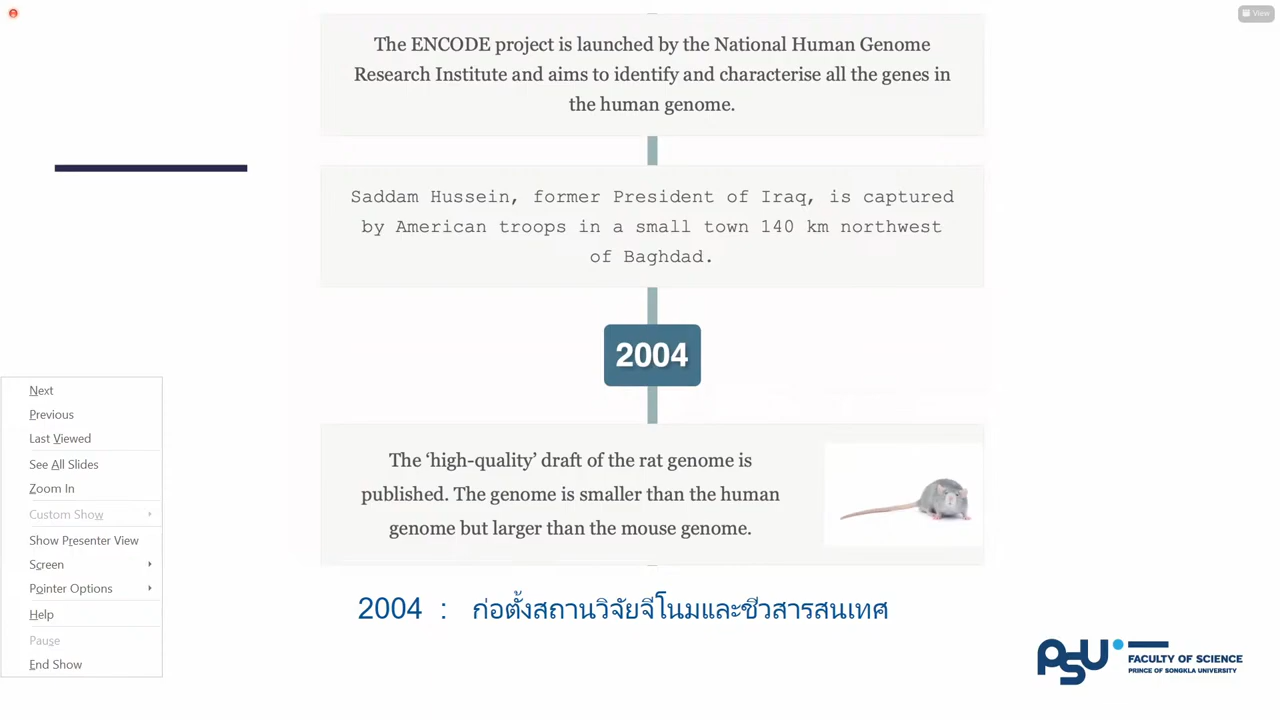 View
The ENCODE project is launched by the National Human Genome
Research Institute and aims to identify and characterise all the genes in
the human genome.
Saddam Hussein, former President of Iraq, is captured
by American troops in a small town 140 km northwest
of Baghdad.
2004
The ‘high-quality’ draft of the rat genome is
published. The genome is smaller than the human
genome but larger than the mouse genome.
2004 : ก่อตั้งสถานวิจัยจีโนมและชีวสารสนเทศ
Next
Previous
Last Viewed
See All Slides
Zoom In
Custom Show
Show Presenter View
Screen
Pointer Options
Help
Pause
End Show
PSU
FACULTY OF SCIENCE
PRINCE OF SONGKLA UNIVERSITY